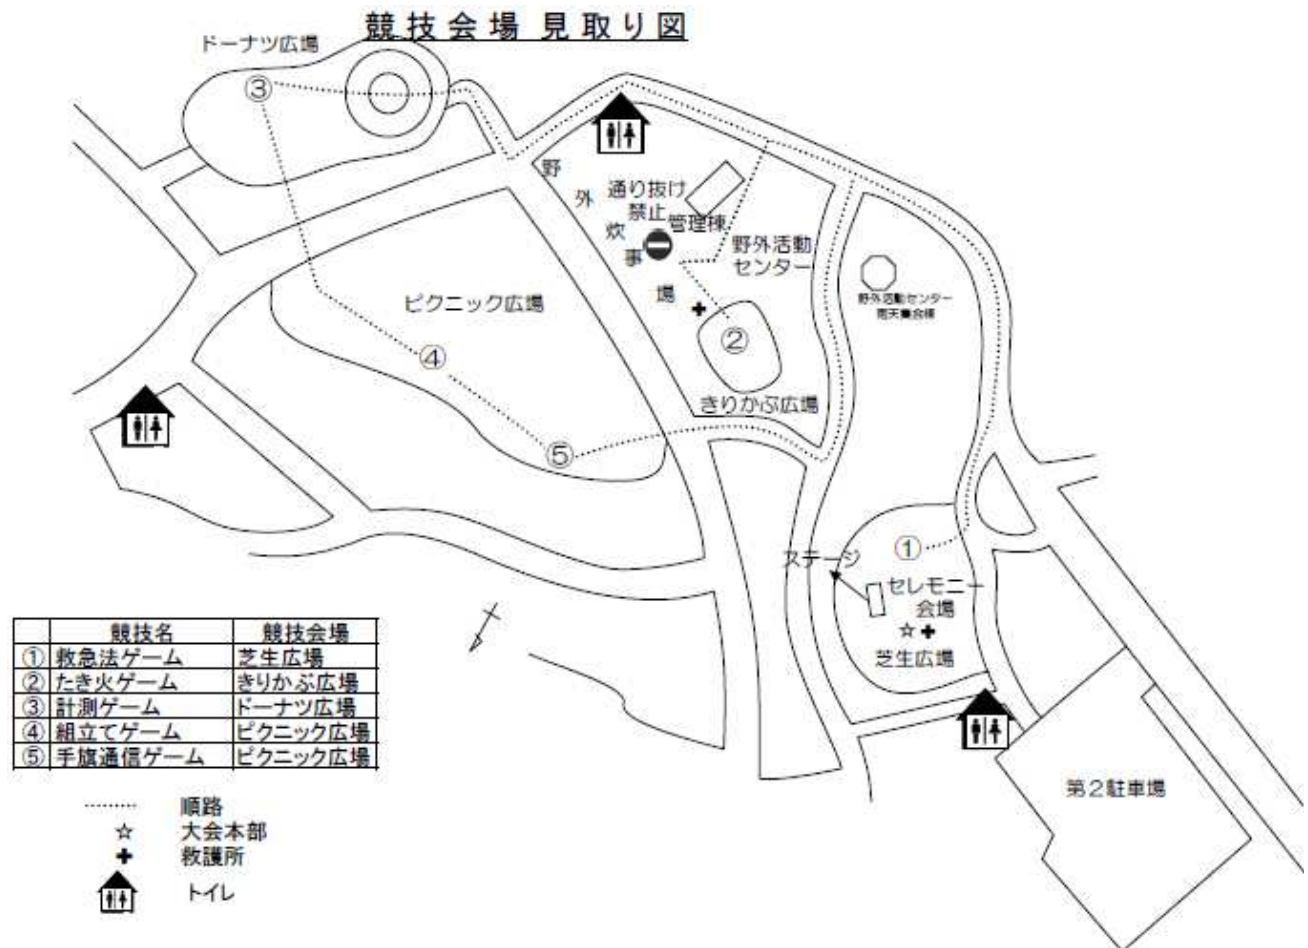 競技会場 見取り図
ドーナツ広場
③
野外炊事場
通り抜け
禁止
管理棟
野外活動
センター
野外活動センター
雨天集合棟
ピクニック広場
④
②
きりかぶ広場
⑤
①
ステージ
セレモニー
会場
☆
芝生広場
第2駐車場
競技名 競技会場
① 救急法ゲーム 芝生広場
② たき火ゲーム きりかぶ広場
③ 計測ゲーム ドーナツ広場
④ 組立てゲーム ピクニック広場
⑤ 手旗通信ゲーム ピクニック広場
順路
☆ 大会本部
救護所
トイレ